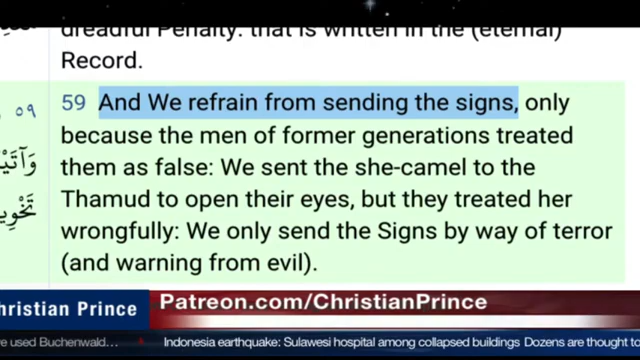 dreadful Penalty: that is written in the (eternal)
Record.
٥٩
59 And We refrain from sending the signs, only
because the men of former generations treated
وَآتَيْ
them as false: We sent the she-camel to the
Thamud to open their eyes, but they treated her
تَخْوِي
wrongfully: We only send the Signs by way of terror
(and warning from evil).
Christian Prince
Patreon.com/ChristianPrince
e used Buchenwald...
Indonesia earthquake: Sulawesi hospital among collapsed buildings Dozens are thought to